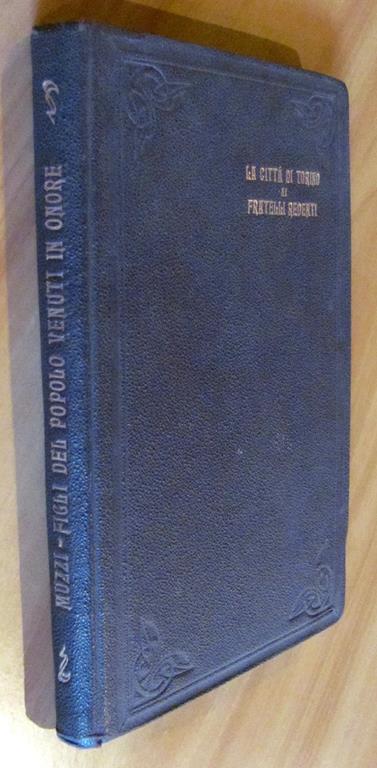 MUZZI - FIGLI DEL POPOLO VENUTI IN ONORE
LA CITTÀ DI TORINO
AI
FRATELLI REDENTI